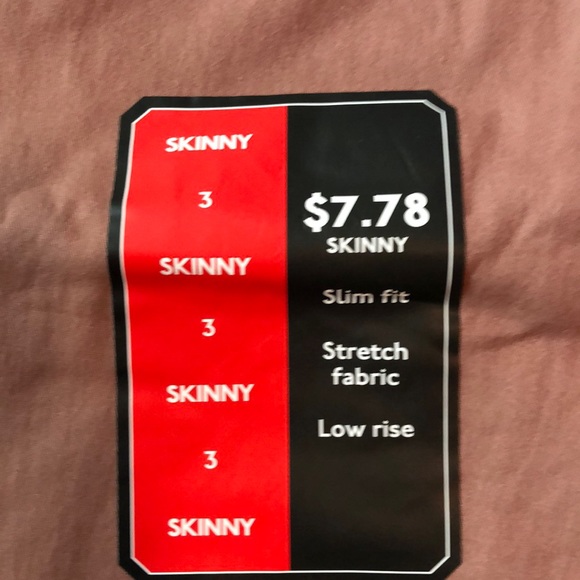 SKINNY
3
SKINNY
3
SKINNY
3
SKINNY
$7.78
SKINNY
Slim fit
Stretch
fabric
Low rise